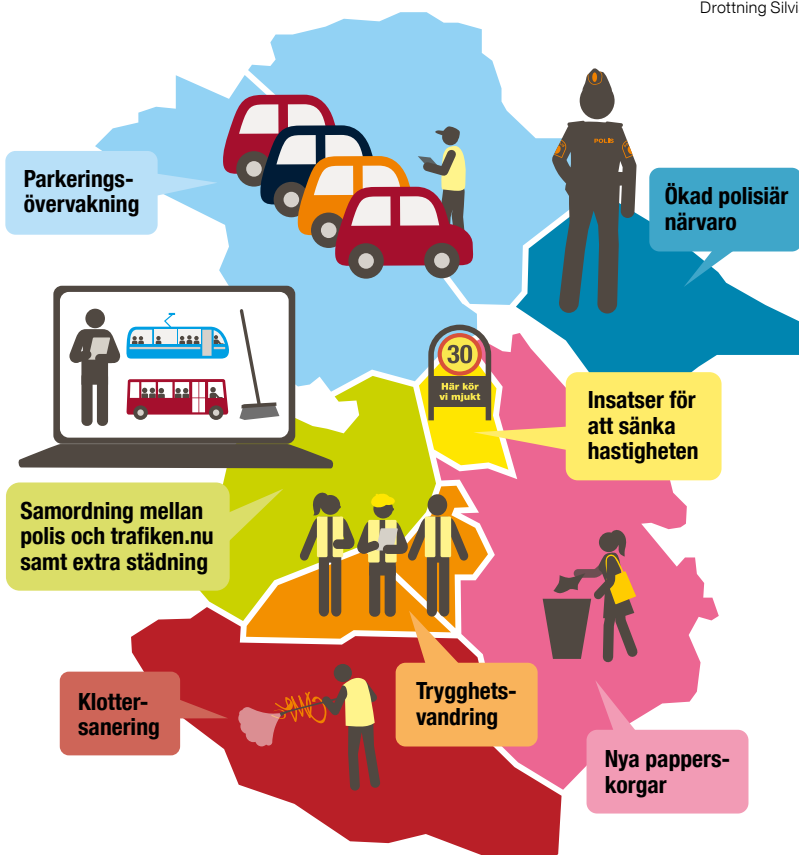 Drottning Silvi
Parkerings-
övervakning
POLIS
Ökad polisiär
närvaro
30
Här kör
vi mjukt
Insatser för
att sänka
hastigheten
Samordning mellan
polis och trafiken.nu
samt extra städning
Klotter-
sanering
Trygghets-
vandring
Nya pappers-
korgar